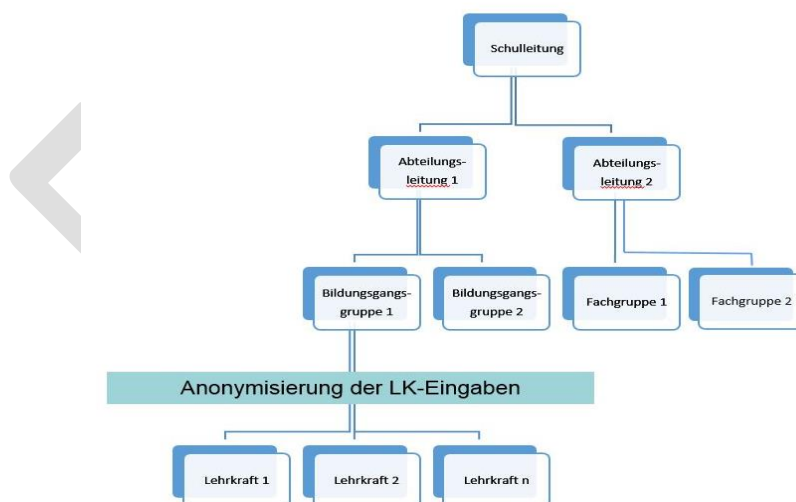 Schulleitung
Abteilungs-
leitung 1
Abteilungs-
leitung 2
Bildungsgangs-
gruppe 1
Bildungsgangs-
gruppe 2
Fachgruppe 1
Fachgruppe 2
Anonymisierung der LK-Eingaben
Lehrkraft 1
Lehrkraft 2
Lehrkraft n